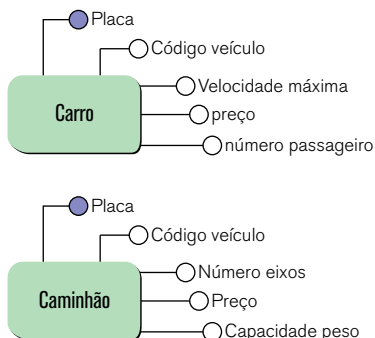 Placa
Código veículo
Velocidade máxima
Carro
preço
número passageiro
Placa
Código veículo
Número eixos
Caminhão
Preço
Capacidade peso